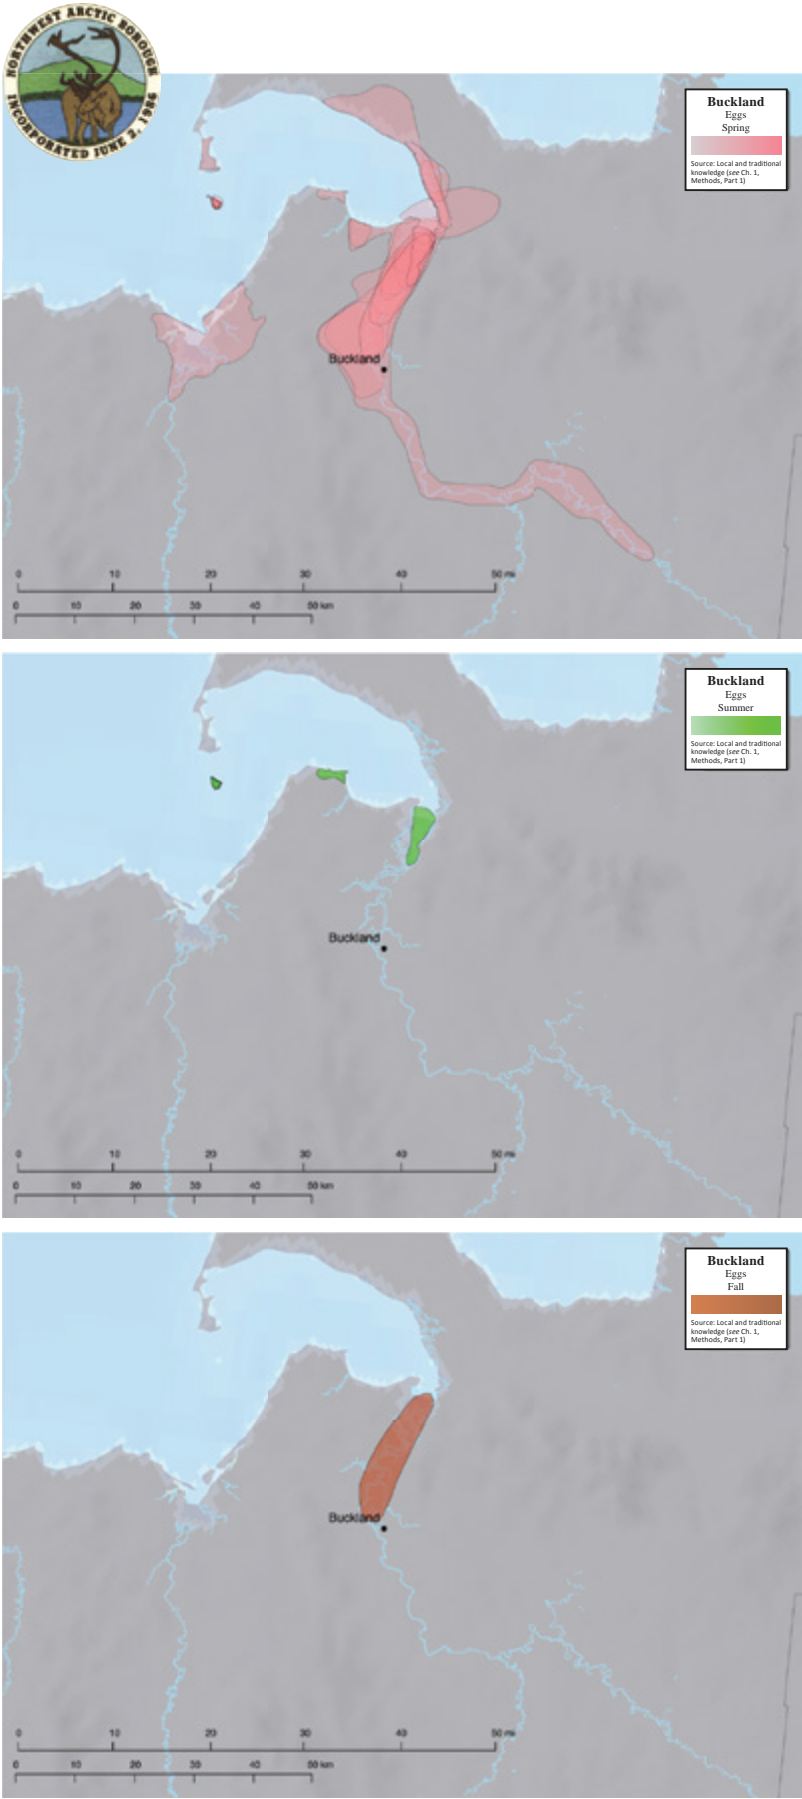 NORTHWEST ARCTIC BOROUGH
INCORPORATED JUNE 2, 1986
Buckland
Eggs
Spring
Source: Local and traditional
knowledge (see Ch. 1,
Methods, Part 1)
Buckland
0 10 20 30 40 50 mi
0 10 20 30 40 50 km
Buckland
Eggs
Summer
Source: Local and traditional
knowledge (see Ch. 1,
Methods, Part 1)
Buckland
0 10 20 30 40 50 mi
0 10 20 30 40 50 km
Buckland
Eggs
Fall
Source: Local and traditional
knowledge (see Ch. 1,
Methods, Part 1)
Buckland
0 10 20 30 40 50 mi
0 10 20 30 40 50 km